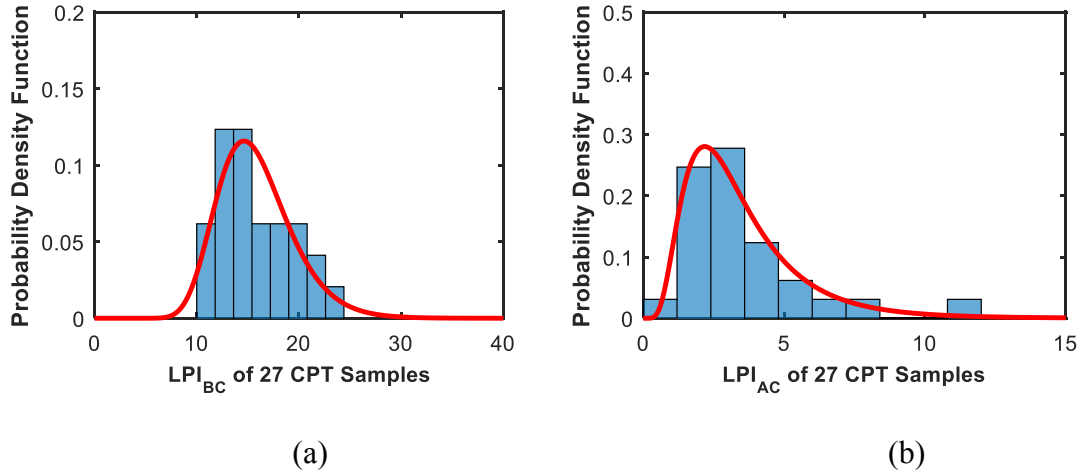 Probability Density Function
0.2
0.15
0.1
0.05
0
0 10 20 30 40
LPI_BC of 27 CPT Samples
(a)
Probability Density Function
0.5
0.4
0.3
0.2
0.1
0
0 5 10 15
LPI_AC of 27 CPT Samples
(b)